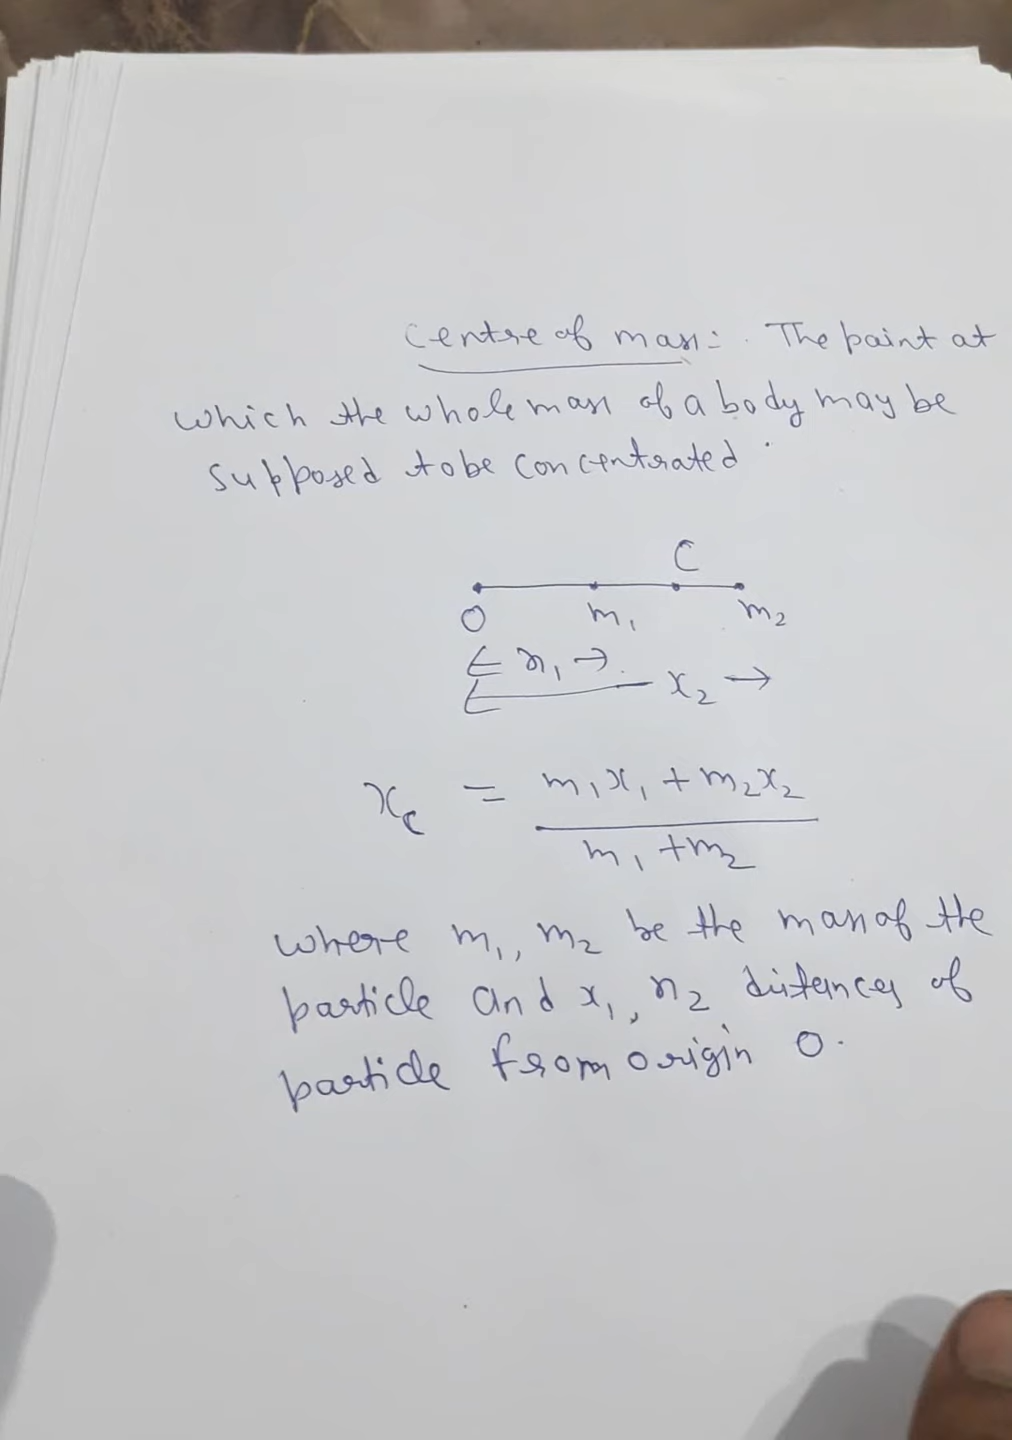 Centre of mass:. The point at
which the whole mass of a body may be
supposed to be concentrated.
C
O m₁ m₂
← x₁ →
← x₂ →
x_c = (m₁x₁ + m₂x₂) / (m₁ + m₂)
where m₁, m₂ be the mass of the
particle and x₁, x₂ distances of
particle from origin O.